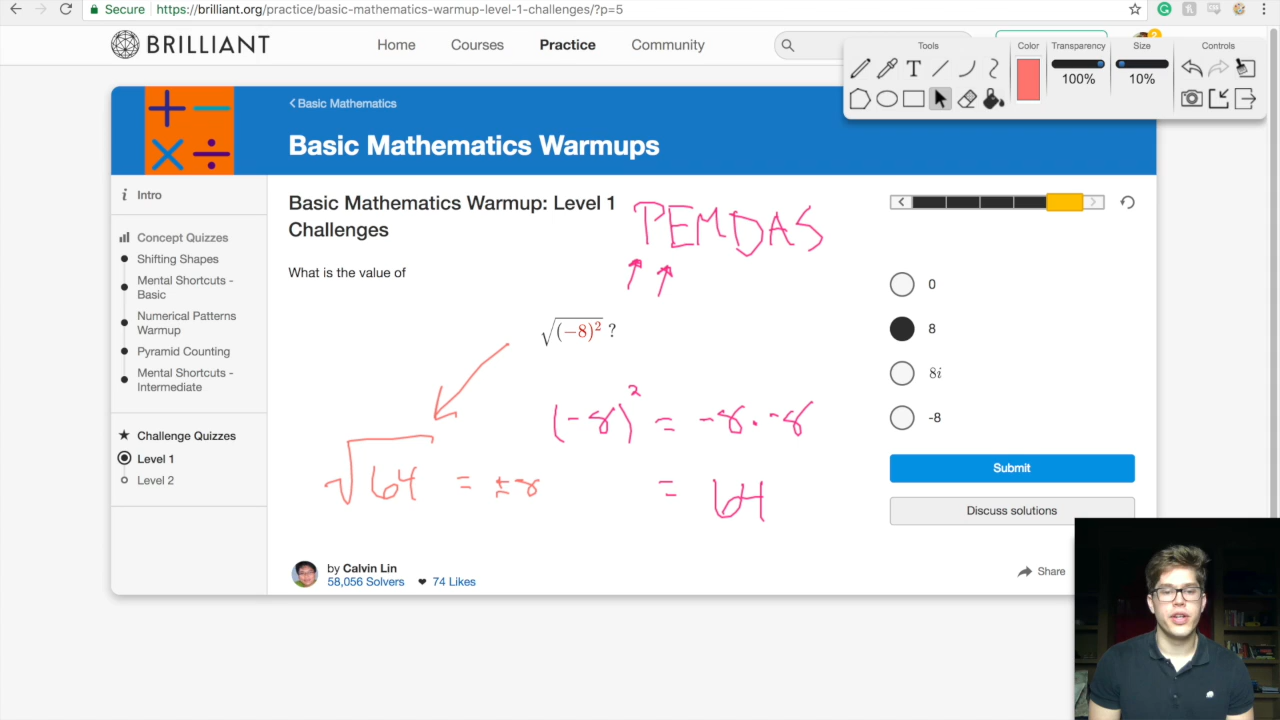 Secure https://brilliant.org/practice/basic-mathematics-warmup-level-1-challenges/?p=5
BRILLIANT
Home Courses Practice Community
2
Tools Color Transparency Size Controls
T
100% 10%
Basic Mathematics
Basic Mathematics Warmups
i Intro
Concept Quizzes
Shifting Shapes
Mental Shortcuts -
Basic
Numerical Patterns
Warmup
Pyramid Counting
Mental Shortcuts -
Intermediate
Challenge Quizzes
Level 1
Level 2
Basic Mathematics Warmup: Level 1
Challenges
PEMDAS
What is the value of
√(−8)² ?
(-8)² = -8 · -8
= 64
√64 = ±8
0
8
8i
-8
Submit
Discuss solutions
by Calvin Lin
58,056 Solvers ♥ 74 Likes
Share